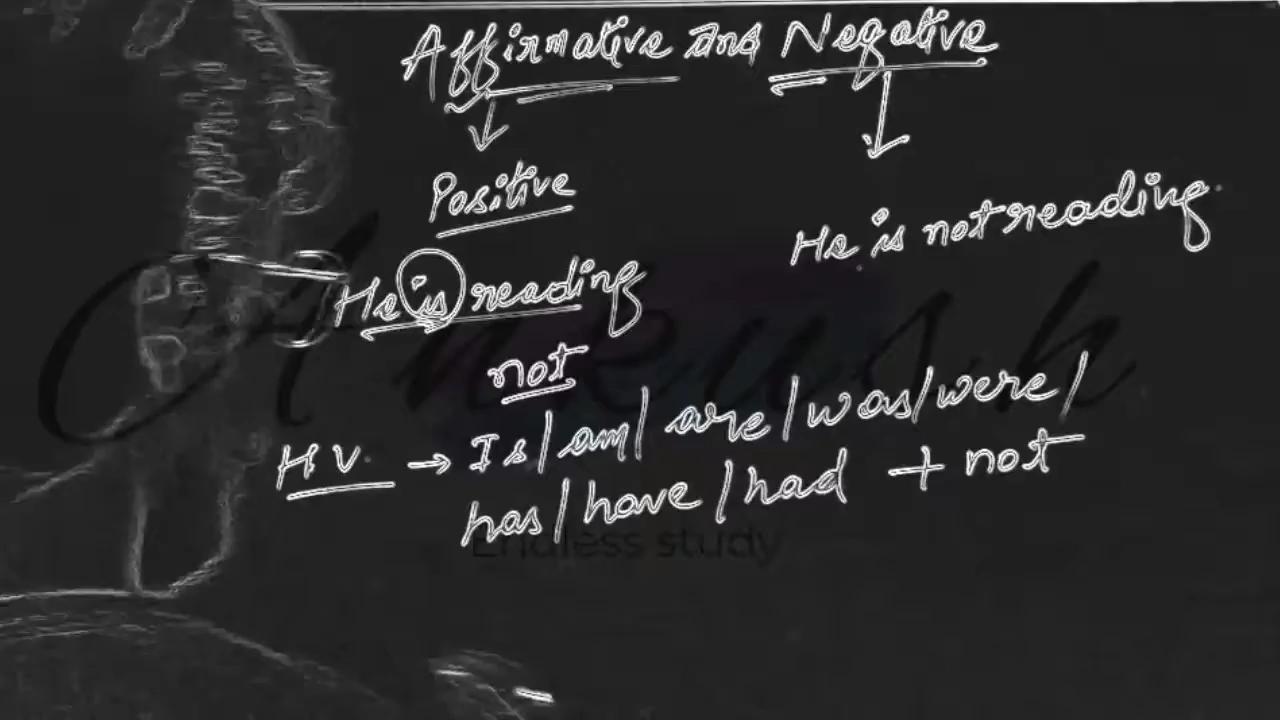 Affirmative and Negative
Positive
He is reading
He is not reading.
not
H V. → Is/am/are/was/were/
has/have/had + not
Aneush
Endless study